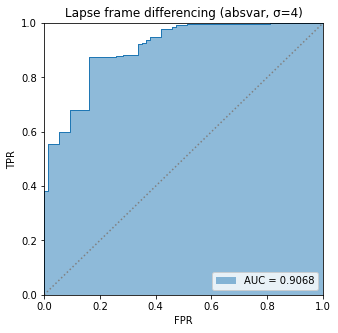 Lapse frame differencing (absvar, σ=4)
1.0
0.8
0.6
0.4
0.2
0.0
TPR
0.0 0.2 0.4 0.6 0.8 1.0
FPR
AUC = 0.9068